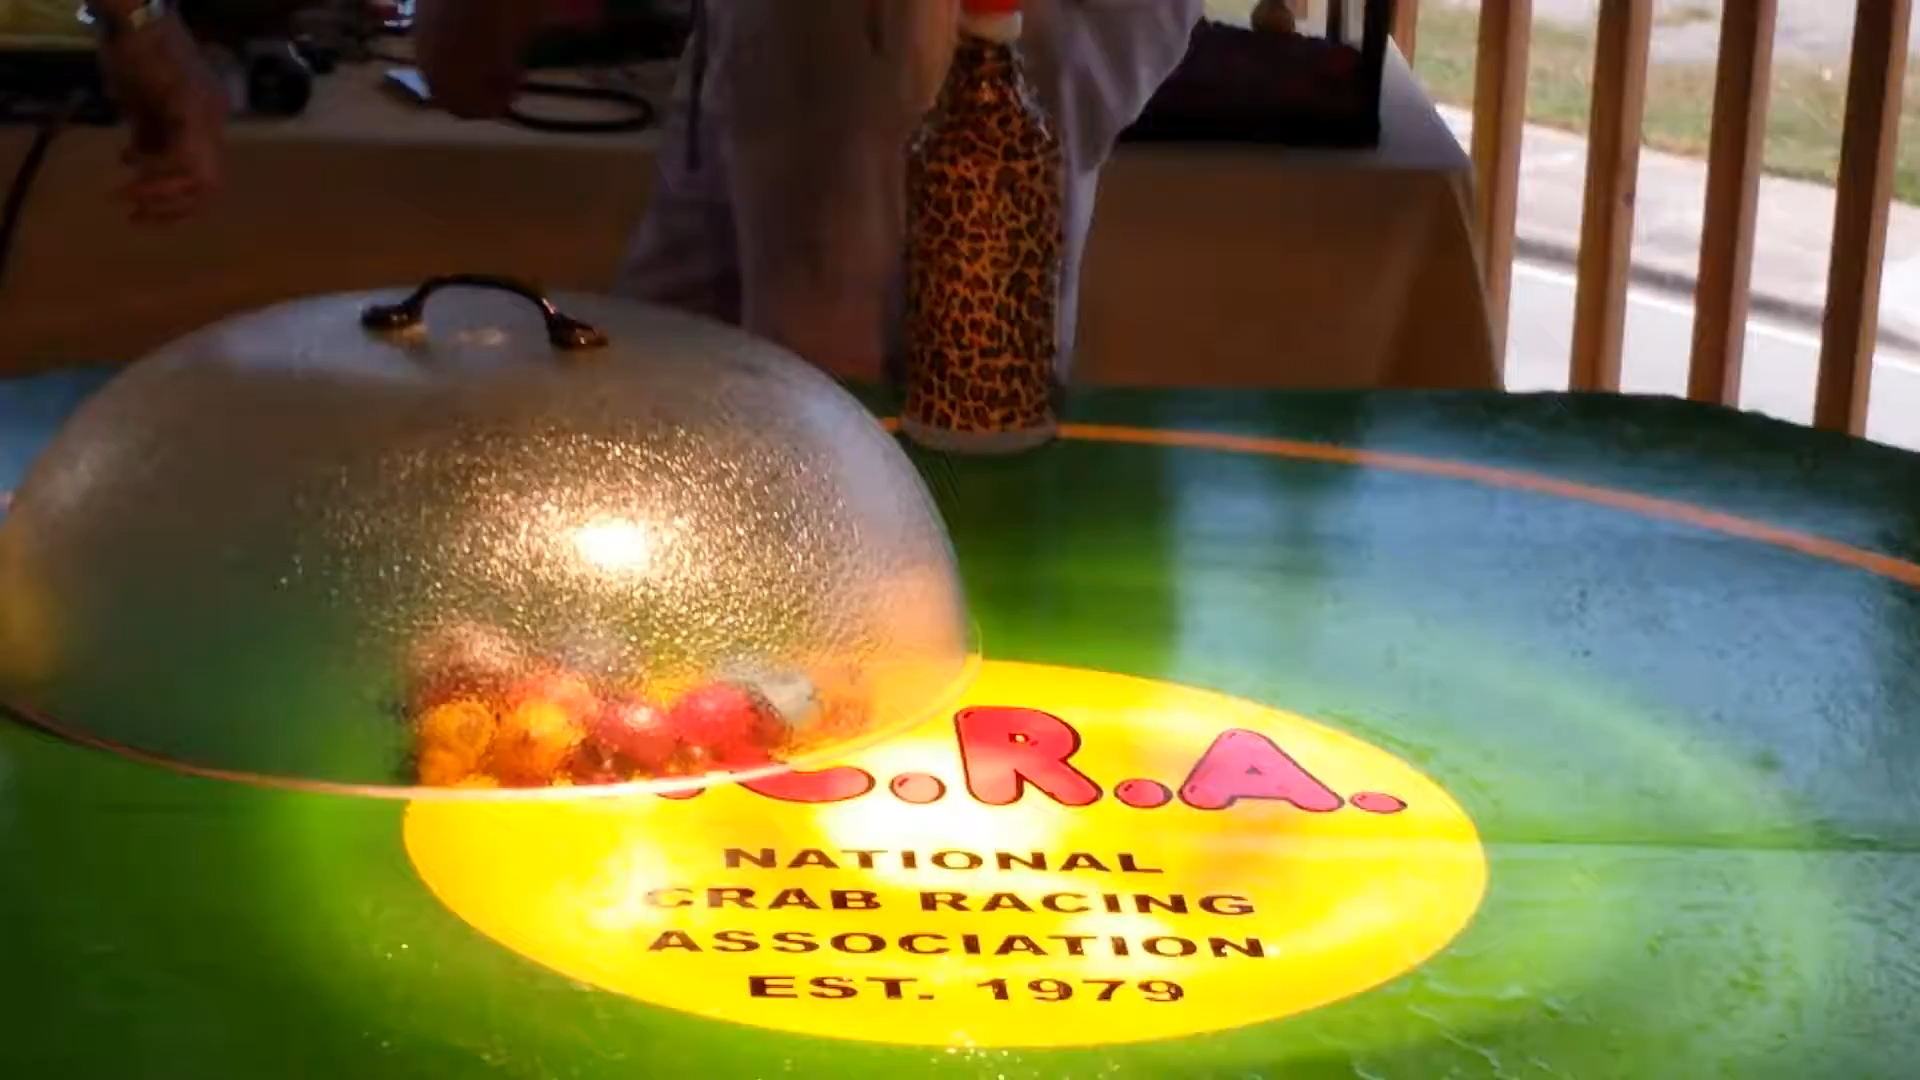 .C.R.A.
NATIONAL
CRAB RACING
ASSOCIATION
EST. 1979